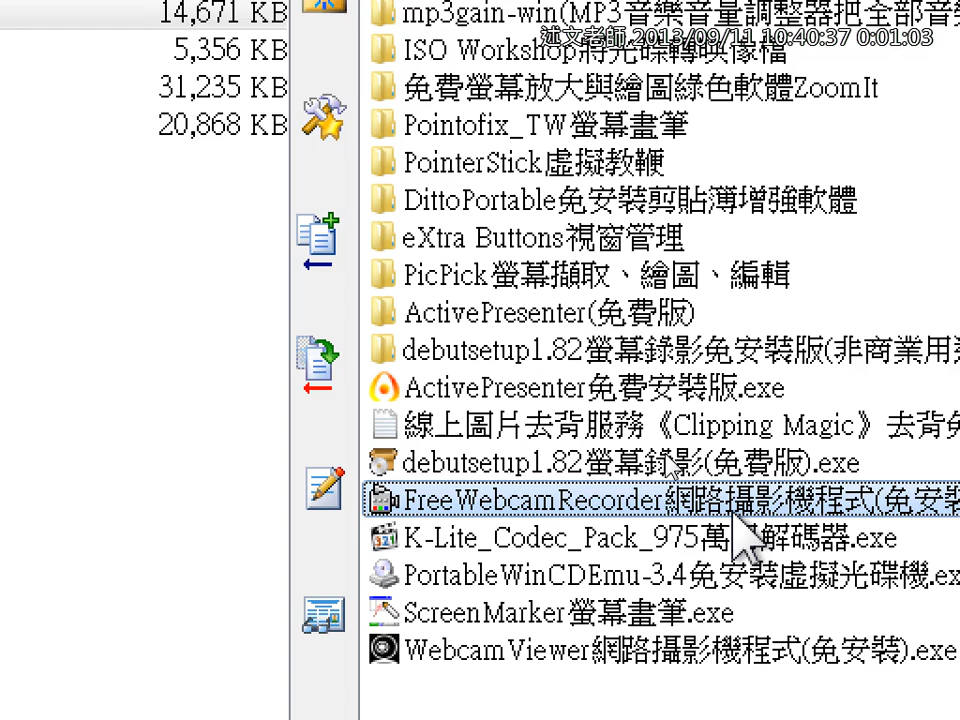 14,671 KB
5,356 KB
31,235 KB
20,868 KB
mp3gain-win(MP3音樂音量調整器把全部音
述文老師 2013/09/11 10:40:37 0:01:03
ISO Workshop將光碟轉映像檔
免費螢幕放大與繪圖綠色軟體ZoomIt
Pointofix_TW螢幕畫筆
PointerStick虛擬教鞭
DittoPortable免安裝剪貼簿增強軟體
eXtra Buttons視窗管理
PicPick螢幕擷取、繪圖、編輯
ActivePresenter(免費版)
debutsetup1.82螢幕錄影免安裝版(非商業用
ActivePresenter免費安裝版.exe
線上圖片去背服務《Clipping Magic》去背
debutsetup1.82螢幕錄影(免費版).exe
FreeWebcamRecorder網路攝影機程式(免安裝
K-Lite_Codec_Pack_975萬 解碼器.exe
PortableWinCDEmu-3.4免安裝虛擬光碟機.ex
ScreenMarker螢幕畫筆.exe
WebcamViewer網路攝影機程式(免安裝).exe